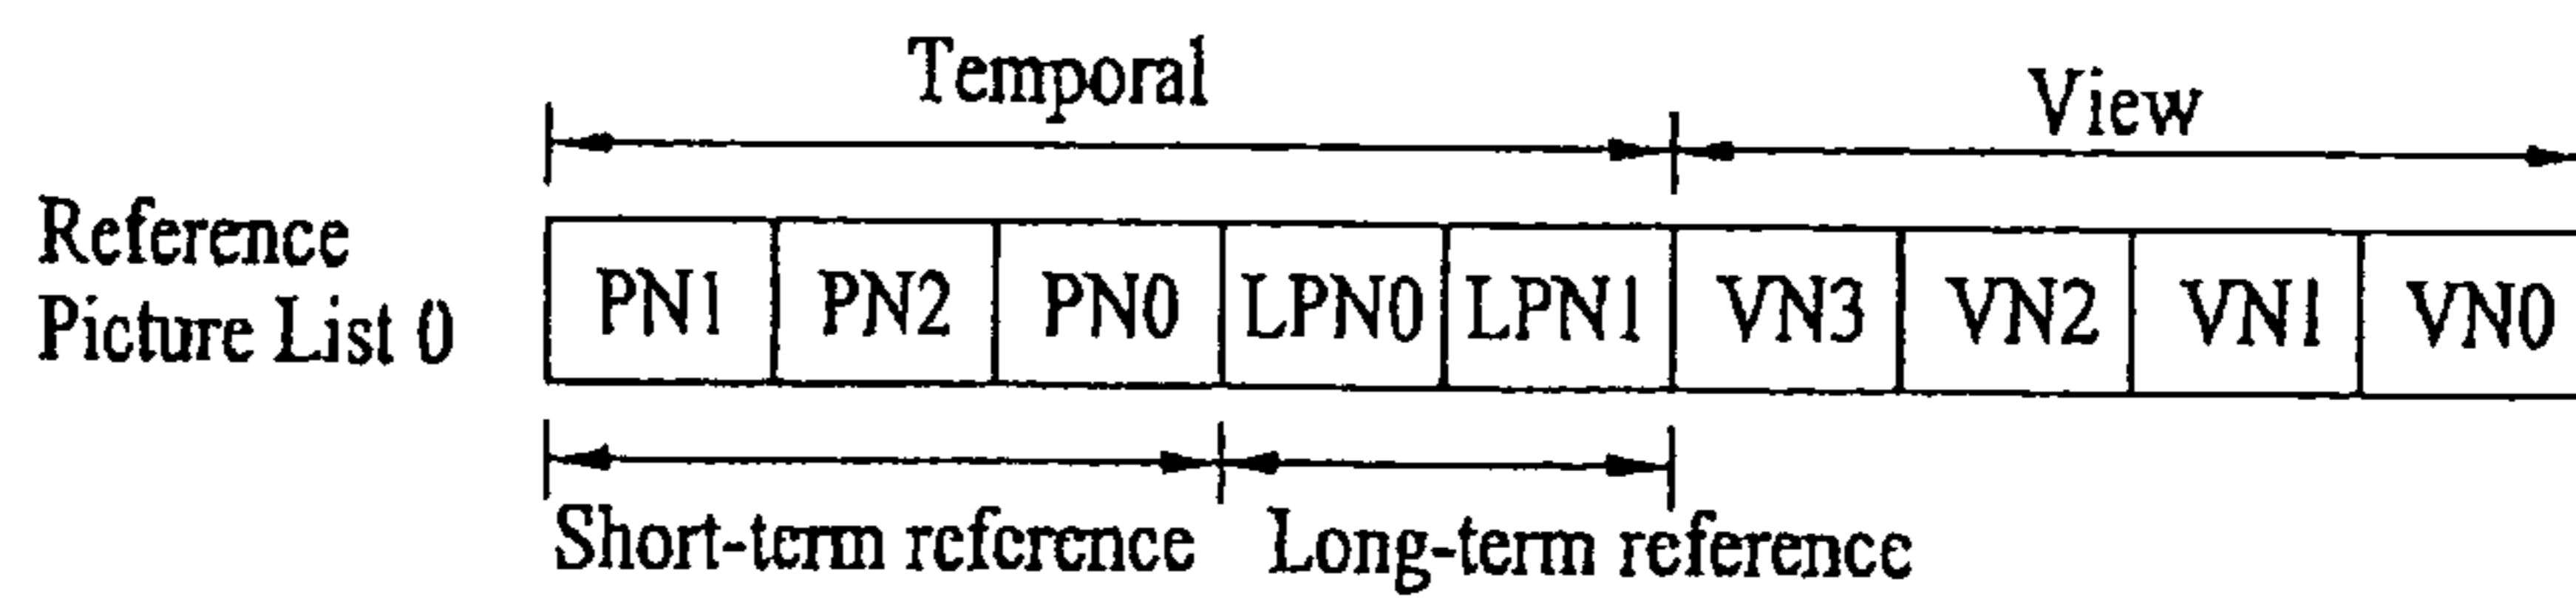 Temporal
View
Reference
Picture List 0
PN1 PN2 PN0 LPN0 LPN1 VN3 VN2 VN1 VN0
Short-term reference Long-term reference